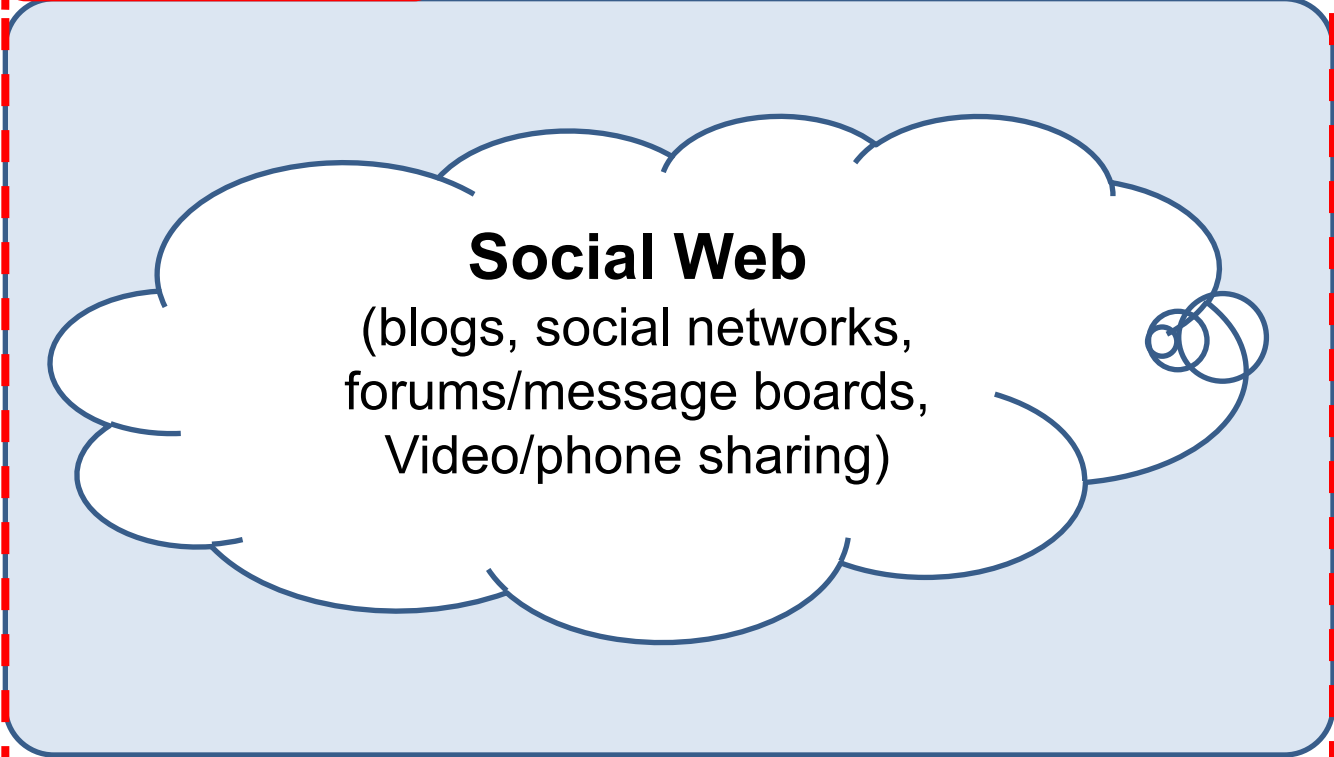 Social Web
(blogs, social networks,
forums/message boards,
Video/phone sharing)